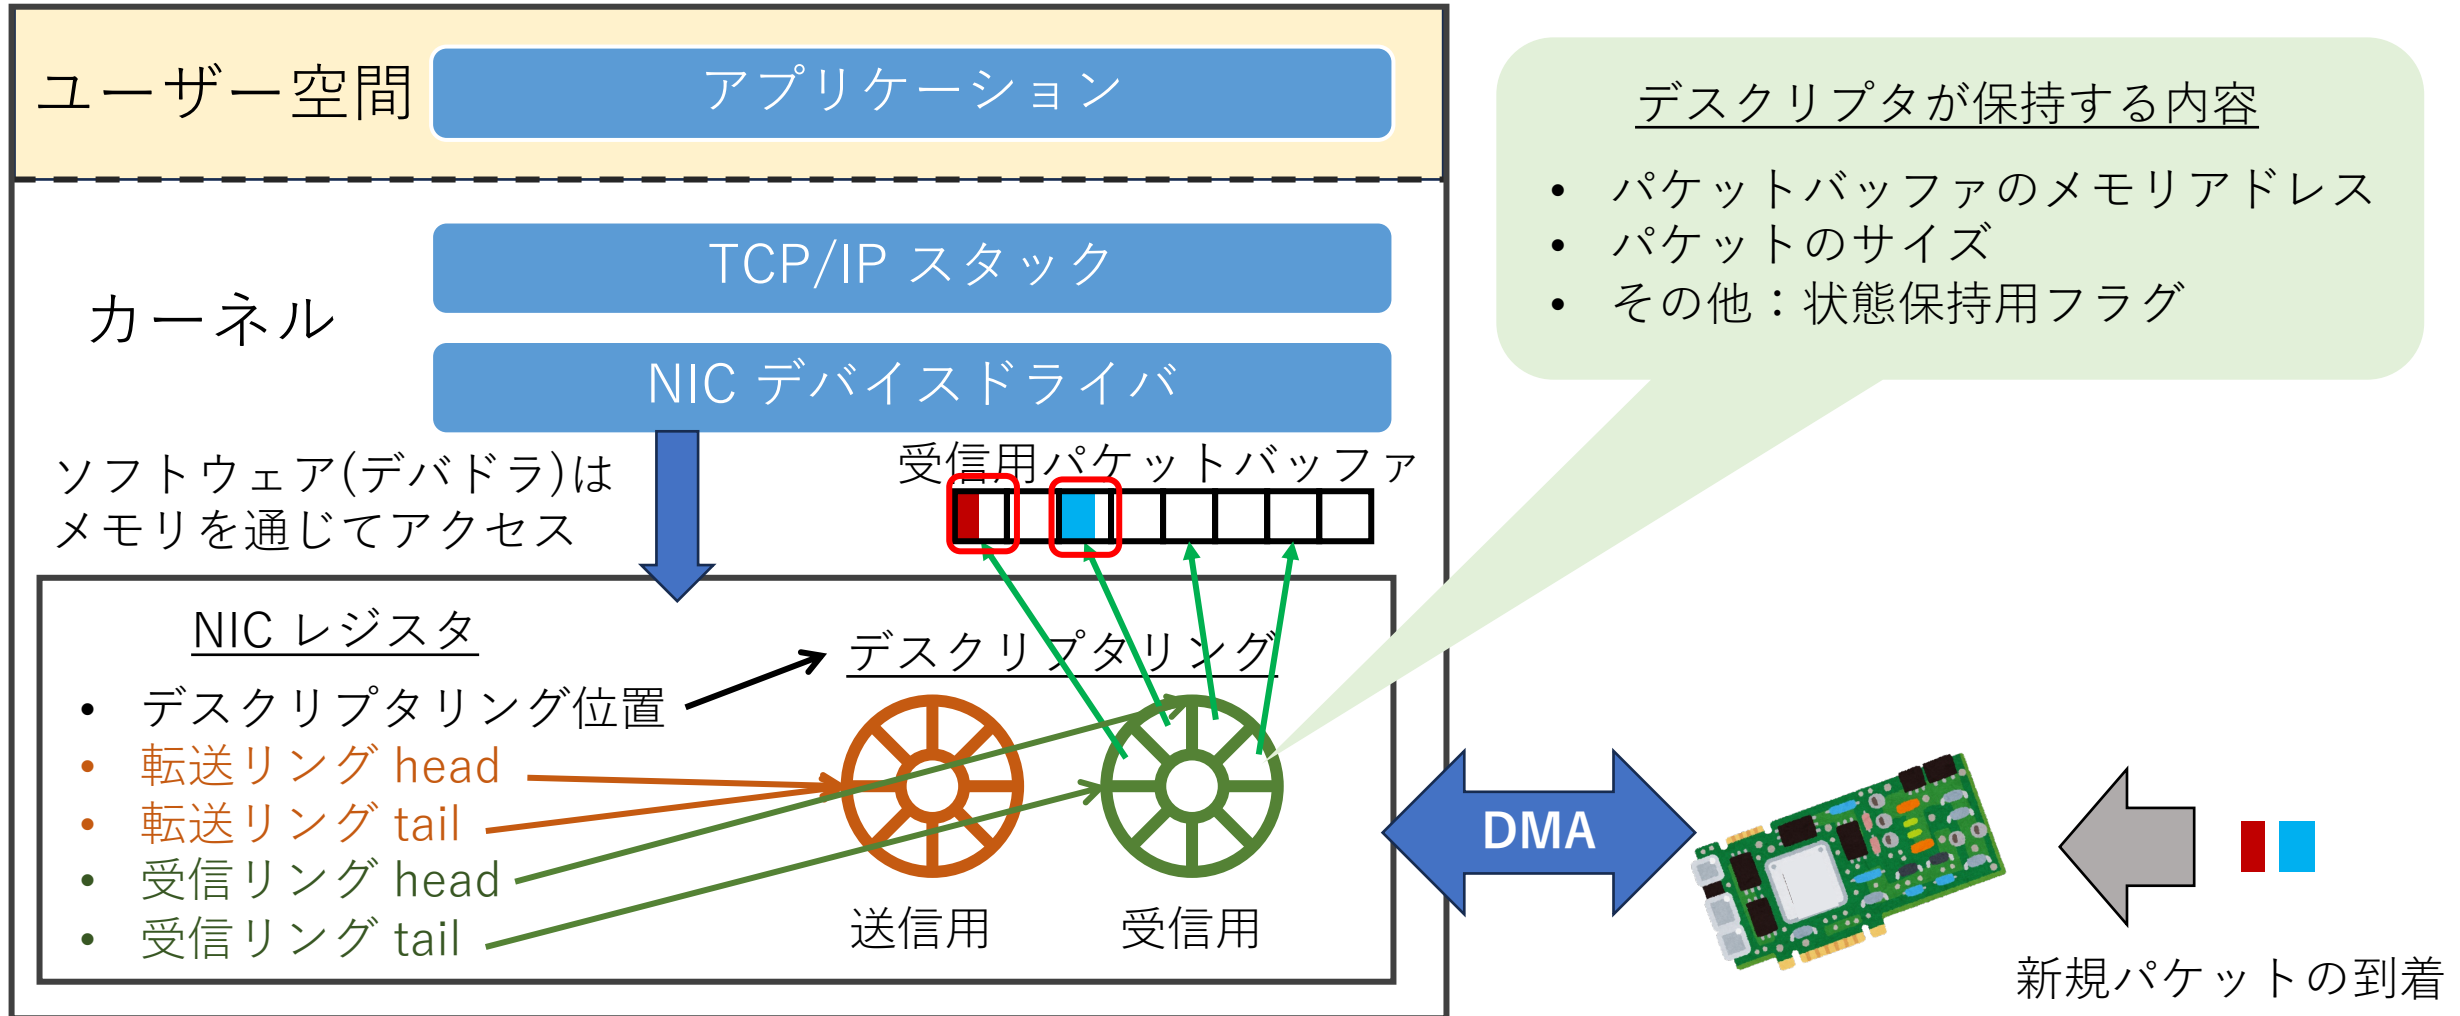 ユーザー空間
アプリケーション
カーネル
TCP/IP スタック
NIC デバイスドライバ
ソフトウェア(デバドラ)は
メモリを通じてアクセス
受信用パケットバッファ
NIC レジスタ
• デスクリプタリング位置
• 転送リング head
• 転送リング tail
• 受信リング head
• 受信リング tail
デスクリプタリング
送信用
受信用
デスクリプタが保持する内容
• パケットバッファのメモリアドレス
• パケットのサイズ
• その他：状態保持用フラグ
DMA
新規パケットの到着